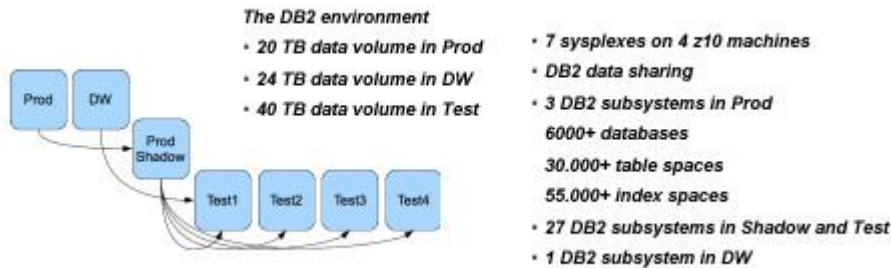 The DB2 environment
• 20 TB data volume in Prod
• 24 TB data volume in DW
• 40 TB data volume in Test
Prod
DW
Prod
Shadow
Test1
Test2
Test3
Test4
• 7 sysplexes on 4 z10 machines
• DB2 data sharing
• 3 DB2 subsystems in Prod
6000+ databases
30.000+ table spaces
55.000+ index spaces
• 27 DB2 subsystems in Shadow and Test
• 1 DB2 subsystem in DW